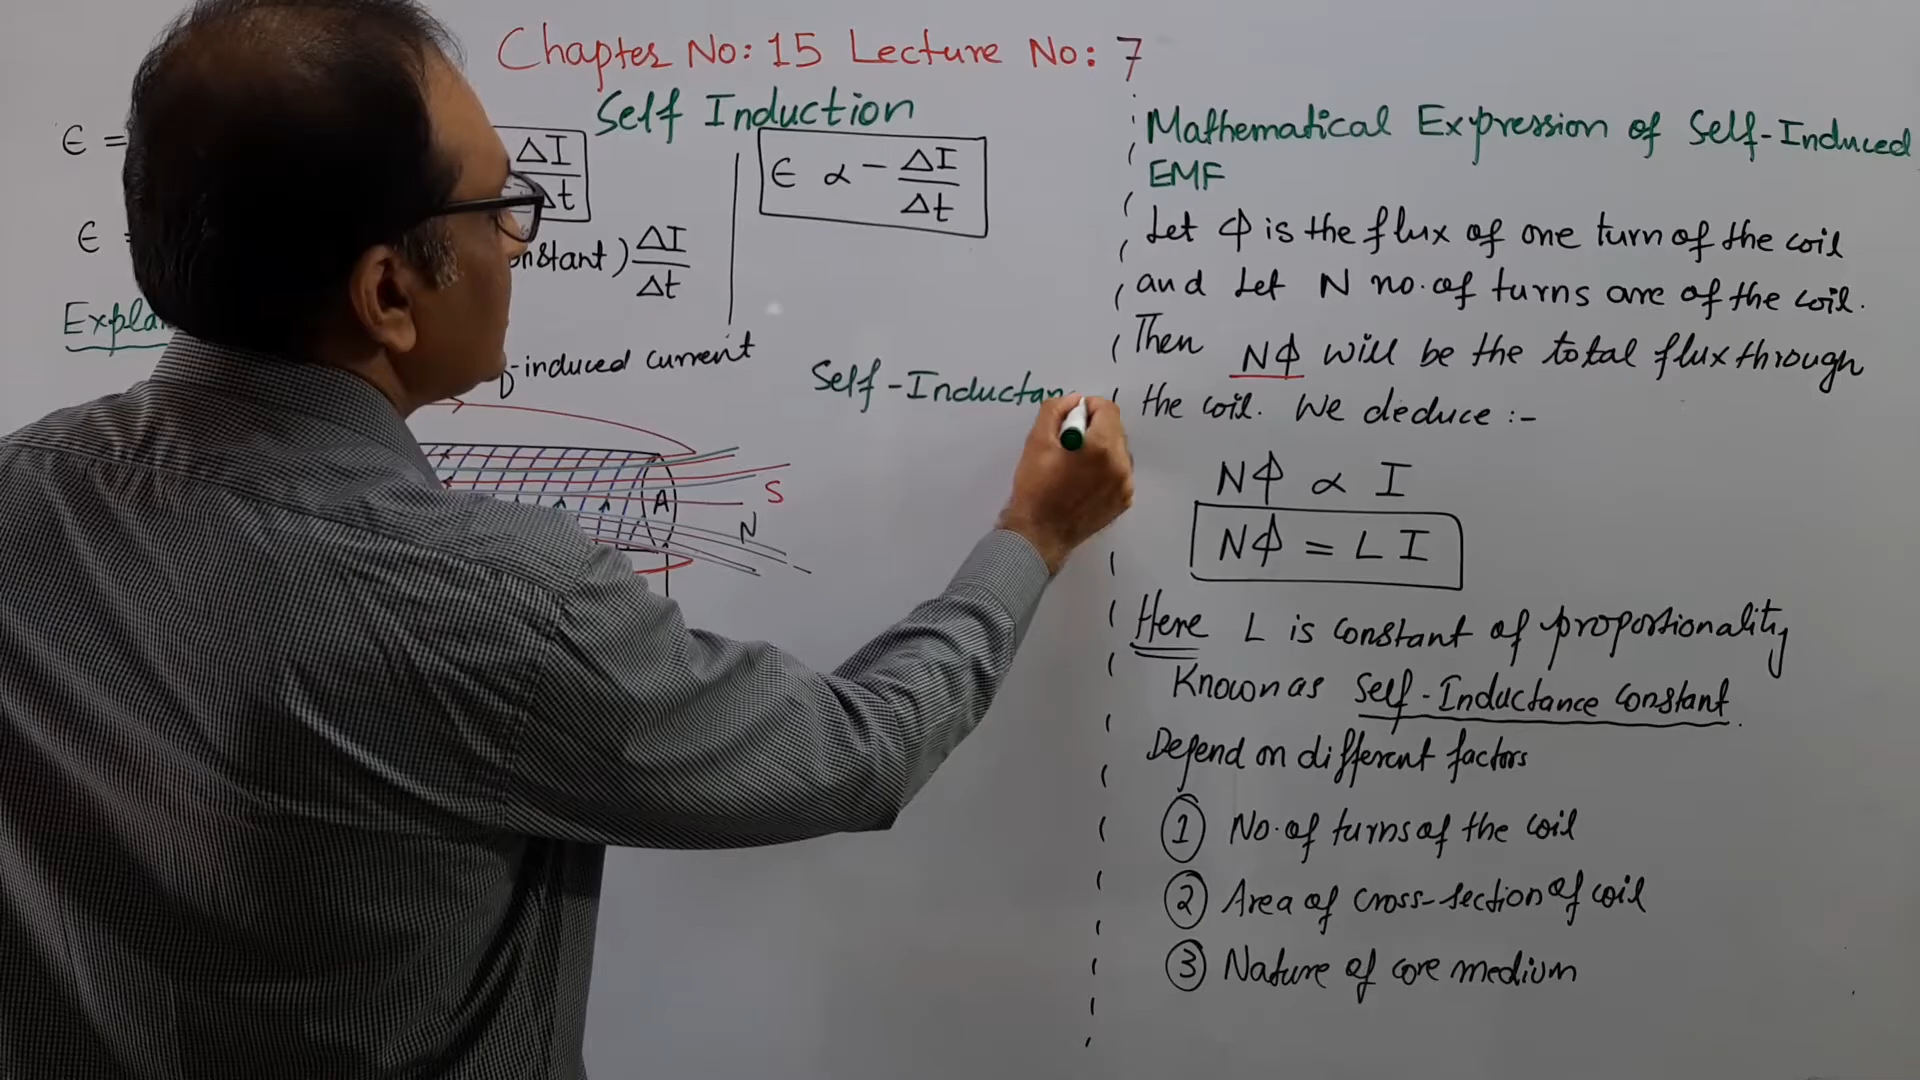 Chapter No: 15 Lecture No: 7
Self Induction
ϵ =
ΔI
Δt
ϵ ∝ - ΔI
Δt
ϵ =
onstant) ΔI
Δt
Expla
f-induced current
Self-Inductan
A
S
N
Mathematical Expression of Self-Induced
EMF
Let Φ is the flux of one turn of the coil
and Let N no. of turns are of the coil.
Then NΦ will be the total flux through
the coil. We deduce :-
NΦ ∝ I
NΦ = L I
Here L is constant of proportionality
Known as Self-Inductance constant.
Depend on different factors
① No. of turns of the coil
② Area of cross-section of coil
③ Nature of core medium